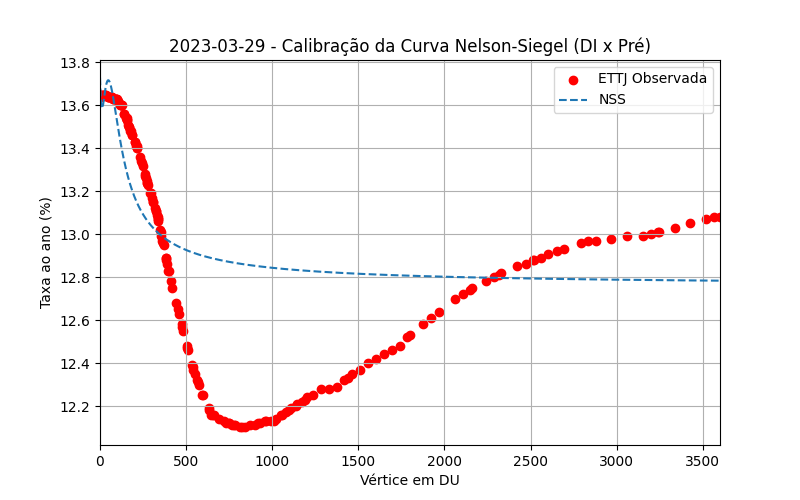 2023-03-29 - Calibração da Curva Nelson-Siegel (DI x Pré)
ETTJ Observada
NSS
Taxa ao ano (%)
13.8
13.6
13.4
13.2
13.0
12.8
12.6
12.4
12.2
0 500 1000 1500 2000 2500 3000 3500
Vértice em DU